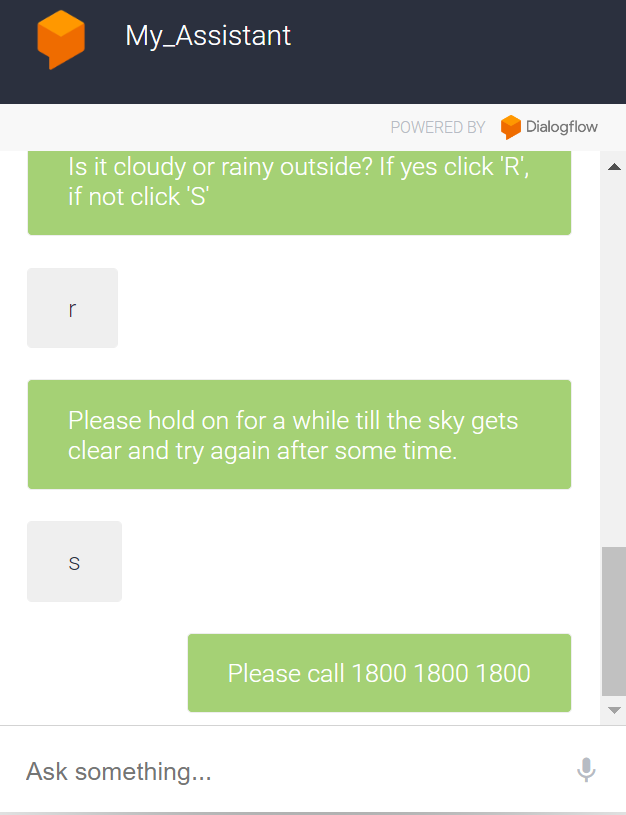 My_Assistant
POWERED BY Dialogflow
Is it cloudy or rainy outside? If yes click 'R',
if not click 'S'
r
Please hold on for a while till the sky gets
clear and try again after some time.
s
Please call 1800 1800 1800
Ask something...